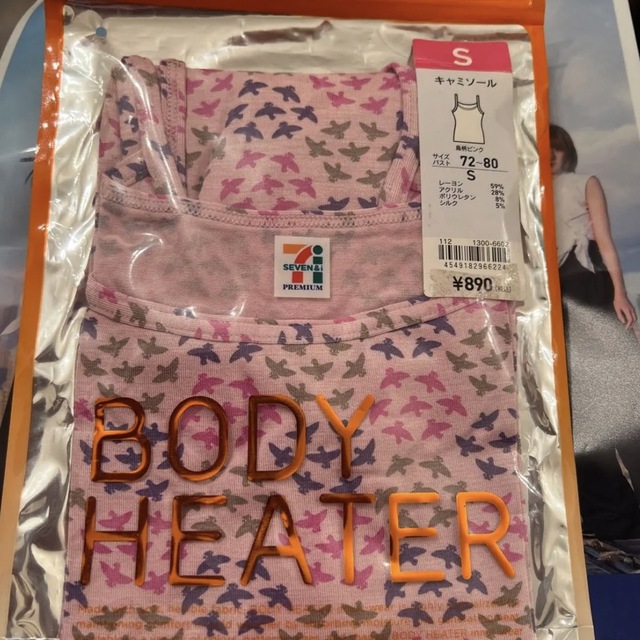 S
キャミソール
鳥柄ピンク
サイズ
バスト 72~80
S
レーヨン 59%
アクリル 28%
ポリウレタン 8%
シルク 5%
112 1300-6602
4549182966224
¥890
7i
SEVEN&i
PREMIUM
BODY
HEATER